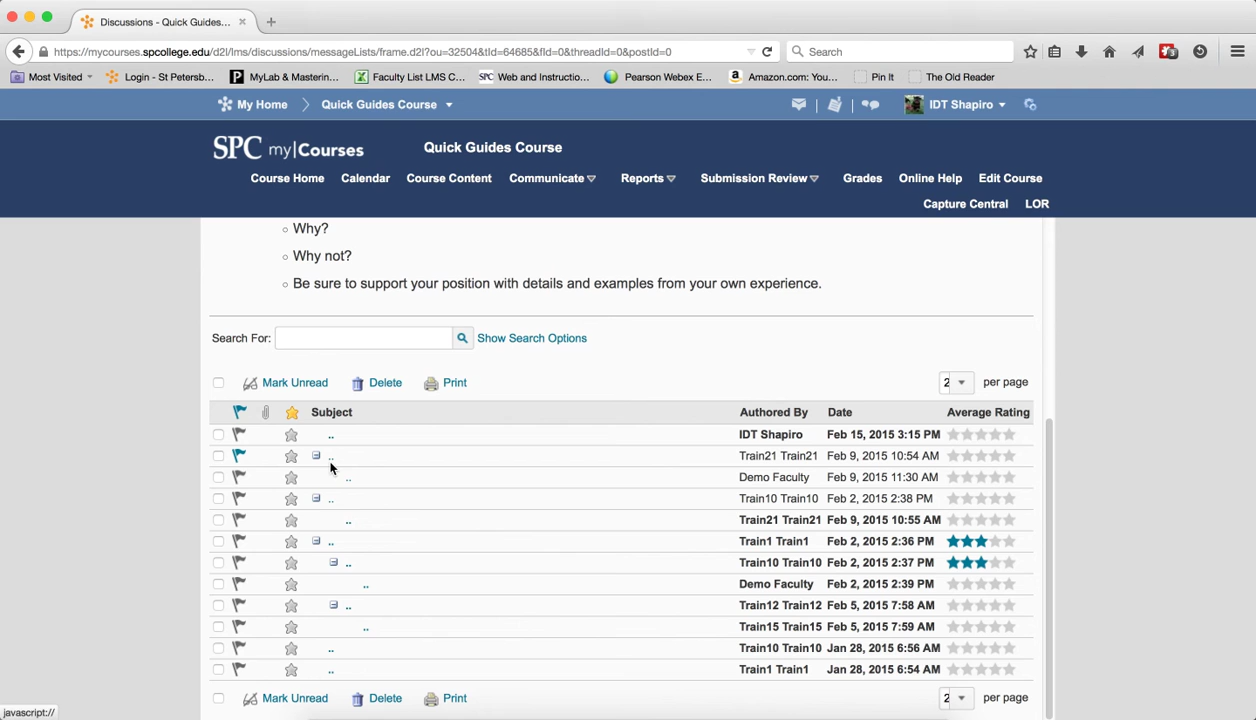 Discussions - Quick Guides...
https://mycourses.spcollege.edu/d2l/lms/discussions/messageLists/frame.d2l?ou=32504&tId=64685&fId=0&threadId=0&postId=0
Search
Most Visited
Login - St Petersb...
MyLab & Mastering...
Faculty List LMS C...
SPC Web and Instructio...
Pearson Webex E...
Amazon.com: You...
Pin It
The Old Reader
My Home
Quick Guides Course
IDT Shapiro
SPC my|Courses
Quick Guides Course
Course Home Calendar Course Content Communicate Reports Submission Review Grades Online Help Edit Course
Capture Central LOR
Why?
Why not?
Be sure to support your position with details and examples from your own experience.
Search For:
Show Search Options
Mark Unread Delete Print 2 per page
Subject Authored By Date Average Rating
.. IDT Shapiro Feb 15, 2015 3:15 PM
.. Train21 Train21 Feb 9, 2015 10:54 AM
.. Demo Faculty Feb 9, 2015 11:30 AM
.. Train10 Train10 Feb 2, 2015 2:38 PM
.. Train21 Train21 Feb 9, 2015 10:55 AM
.. Train1 Train1 Feb 2, 2015 2:36 PM
.. Train10 Train10 Feb 2, 2015 2:37 PM
.. Demo Faculty Feb 2, 2015 2:39 PM
.. Train12 Train12 Feb 5, 2015 7:58 AM
.. Train15 Train15 Feb 5, 2015 7:59 AM
.. Train10 Train10 Jan 28, 2015 6:56 AM
.. Train1 Train1 Jan 28, 2015 6:54 AM
Mark Unread Delete Print 2 per page
javascript://